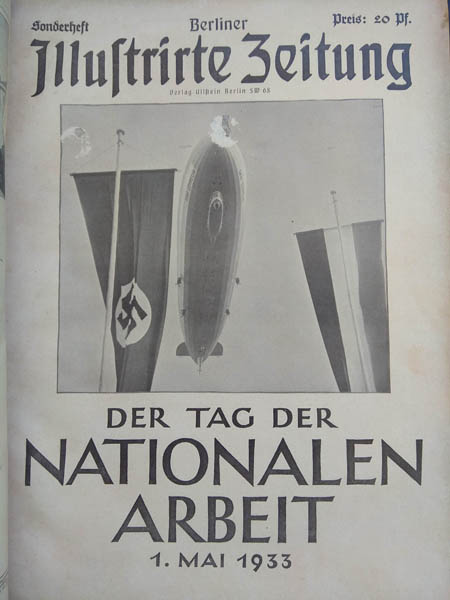 Sonderheft
Berliner
Preis: 20 Pf.
Illustrirte Zeitung
Verlag Ullstein Berlin SW 68
DER TAG DER
NATIONALEN
ARBEIT
1. MAI 1933